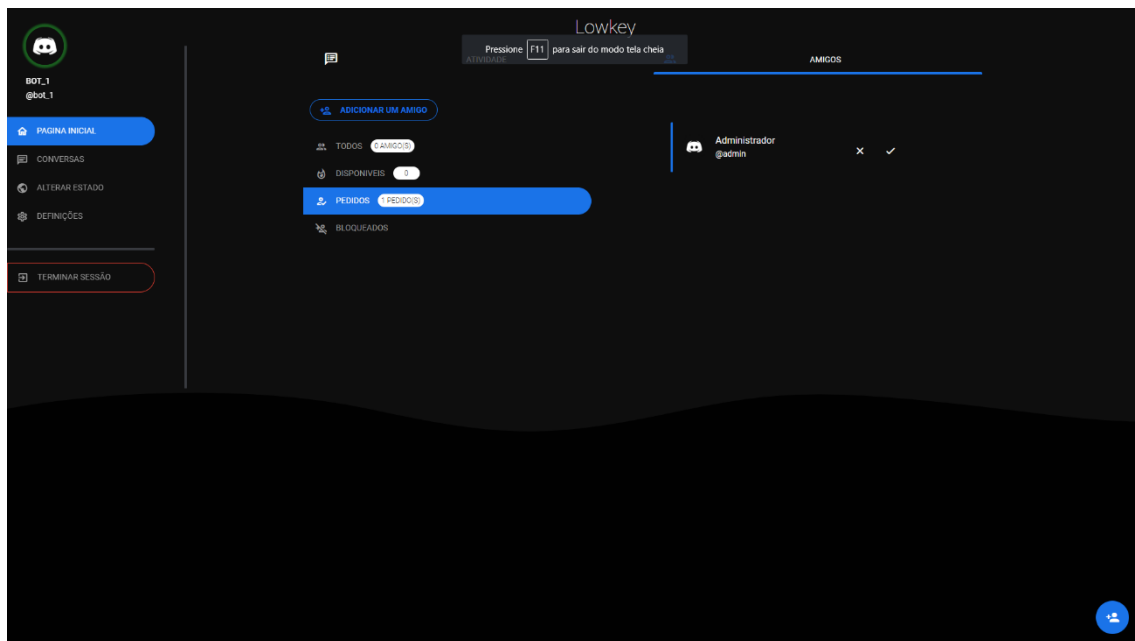 Lowkey
Pressione F11 para sair do modo tela cheia
ATIVIDADE
AMIGOS
BOT_1
@bot_1
PAGINA INICIAL
CONVERSAS
ALTERAR ESTADO
DEFINIÇÕES
TERMINAR SESSÃO
ADICIONAR UM AMIGO
TODOS 0 AMIGO(S)
DISPONIVEIS 0
PEDIDOS 1 PEDIDO(S)
BLOQUEADOS
Administrador
@admin